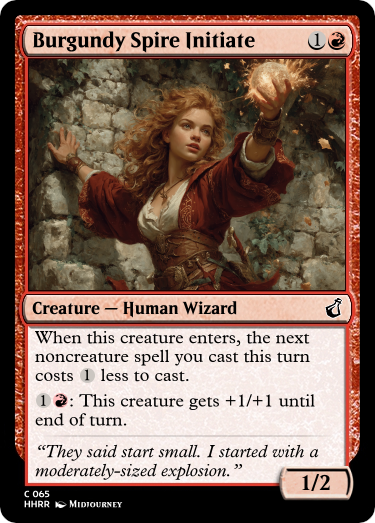 Burgundy Spire Initiate 1R
Creature — Human Wizard
When this creature enters, the next
noncreature spell you cast this turn
costs 1 less to cast.
1R: This creature gets +1/+1 until
end of turn.
“They said start small. I started with a
moderately-sized explosion.”
1/2
C 065
HHRR Midjourney